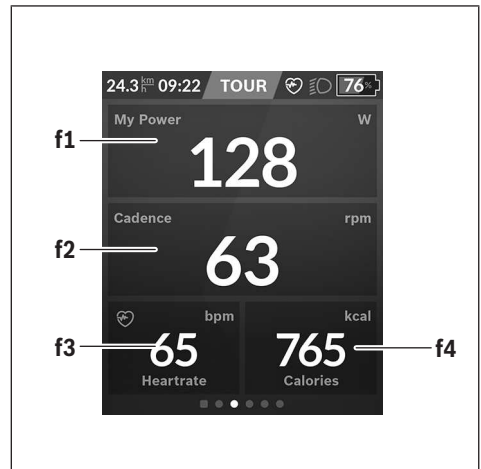 24.3 km/h 09:22 TOUR 76%
My Power W
f1
128
Cadence rpm
f2
63
bpm kcal
f3 65 765 f4
Heartrate Calories